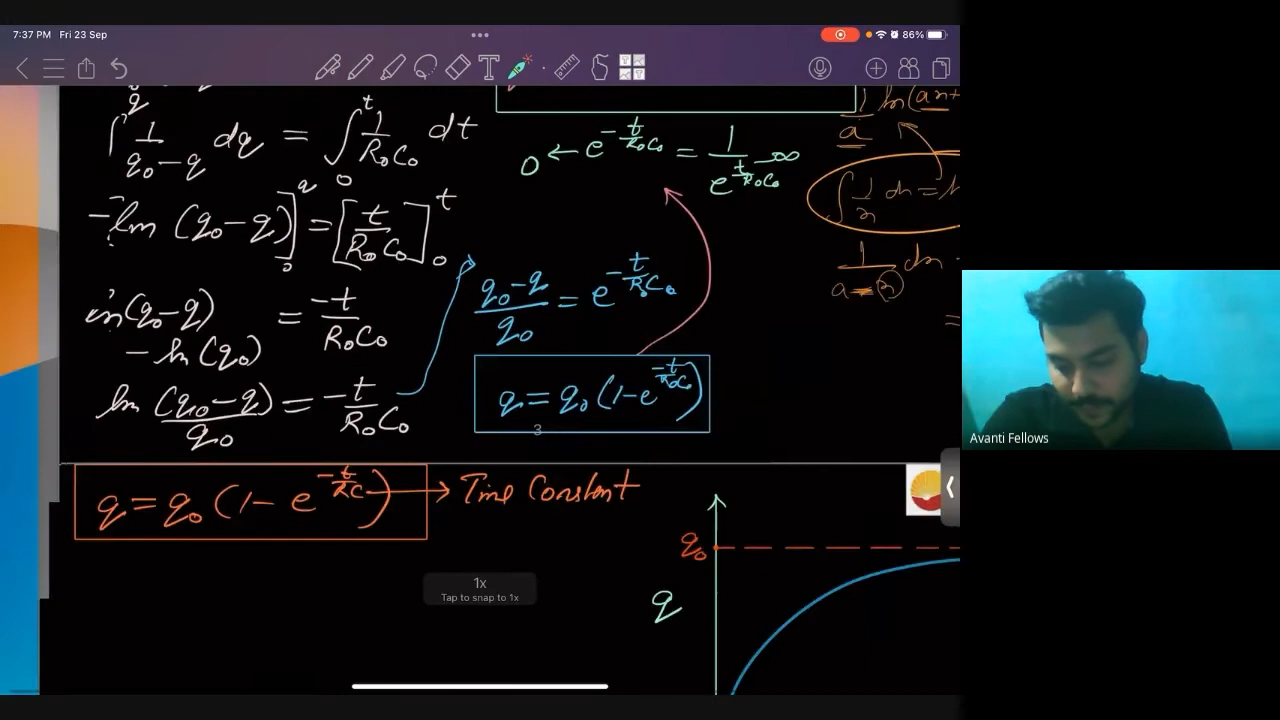 7:37 PM Fri 23 Sep
86%
∫ 1/(q₀-q) dq = ∫₀ᵗ 1/(R₀C₀) dt
-ln (q₀-q)]₀^q = [t/(R₀C₀)]₀^t
ln(q₀-q) - ln(q₀) = -t/(R₀C₀)
ln (q₀-q)/q₀ = -t/(R₀C₀)
0 ← e^(-t/(R₀C₀)) = 1/e^(t/(R₀C₀)) → ∞
(q₀-q)/q₀ = e^(-t/(R₀C₀))
q = q₀ (1-e^(-t/(R₀C₀)))
3
q = q₀ (1 - e^(-t/RC)) → Time Constant
q₀
q
1x
Tap to snap to 1x
Avanti Fellows